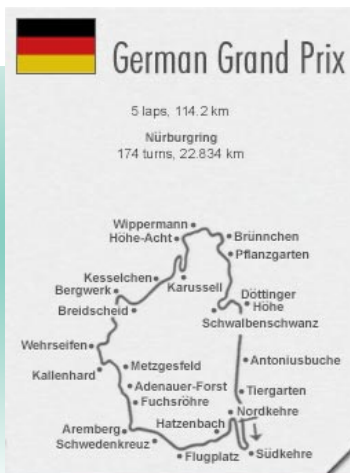 German Grand Prix
5 laps, 114.2 km
Nürburgring
174 turns, 22.834 km
Wippermann
Höhe-Acht
Brünnchen
Pflanzgarten
Kesselchen
Karussell
Bergwerk
Döttinger
Höhe
Breidscheid
Schwalbenschwanz
Wehrseifen
Antoniusbuche
Metzgesfeld
Kallenhard
Adenauer-Forst
Tiergarten
Fuchsröhre
Nordkehre
Hatzenbach
Aremberg
Schwedenkreuz
Flugplatz
Südkehre